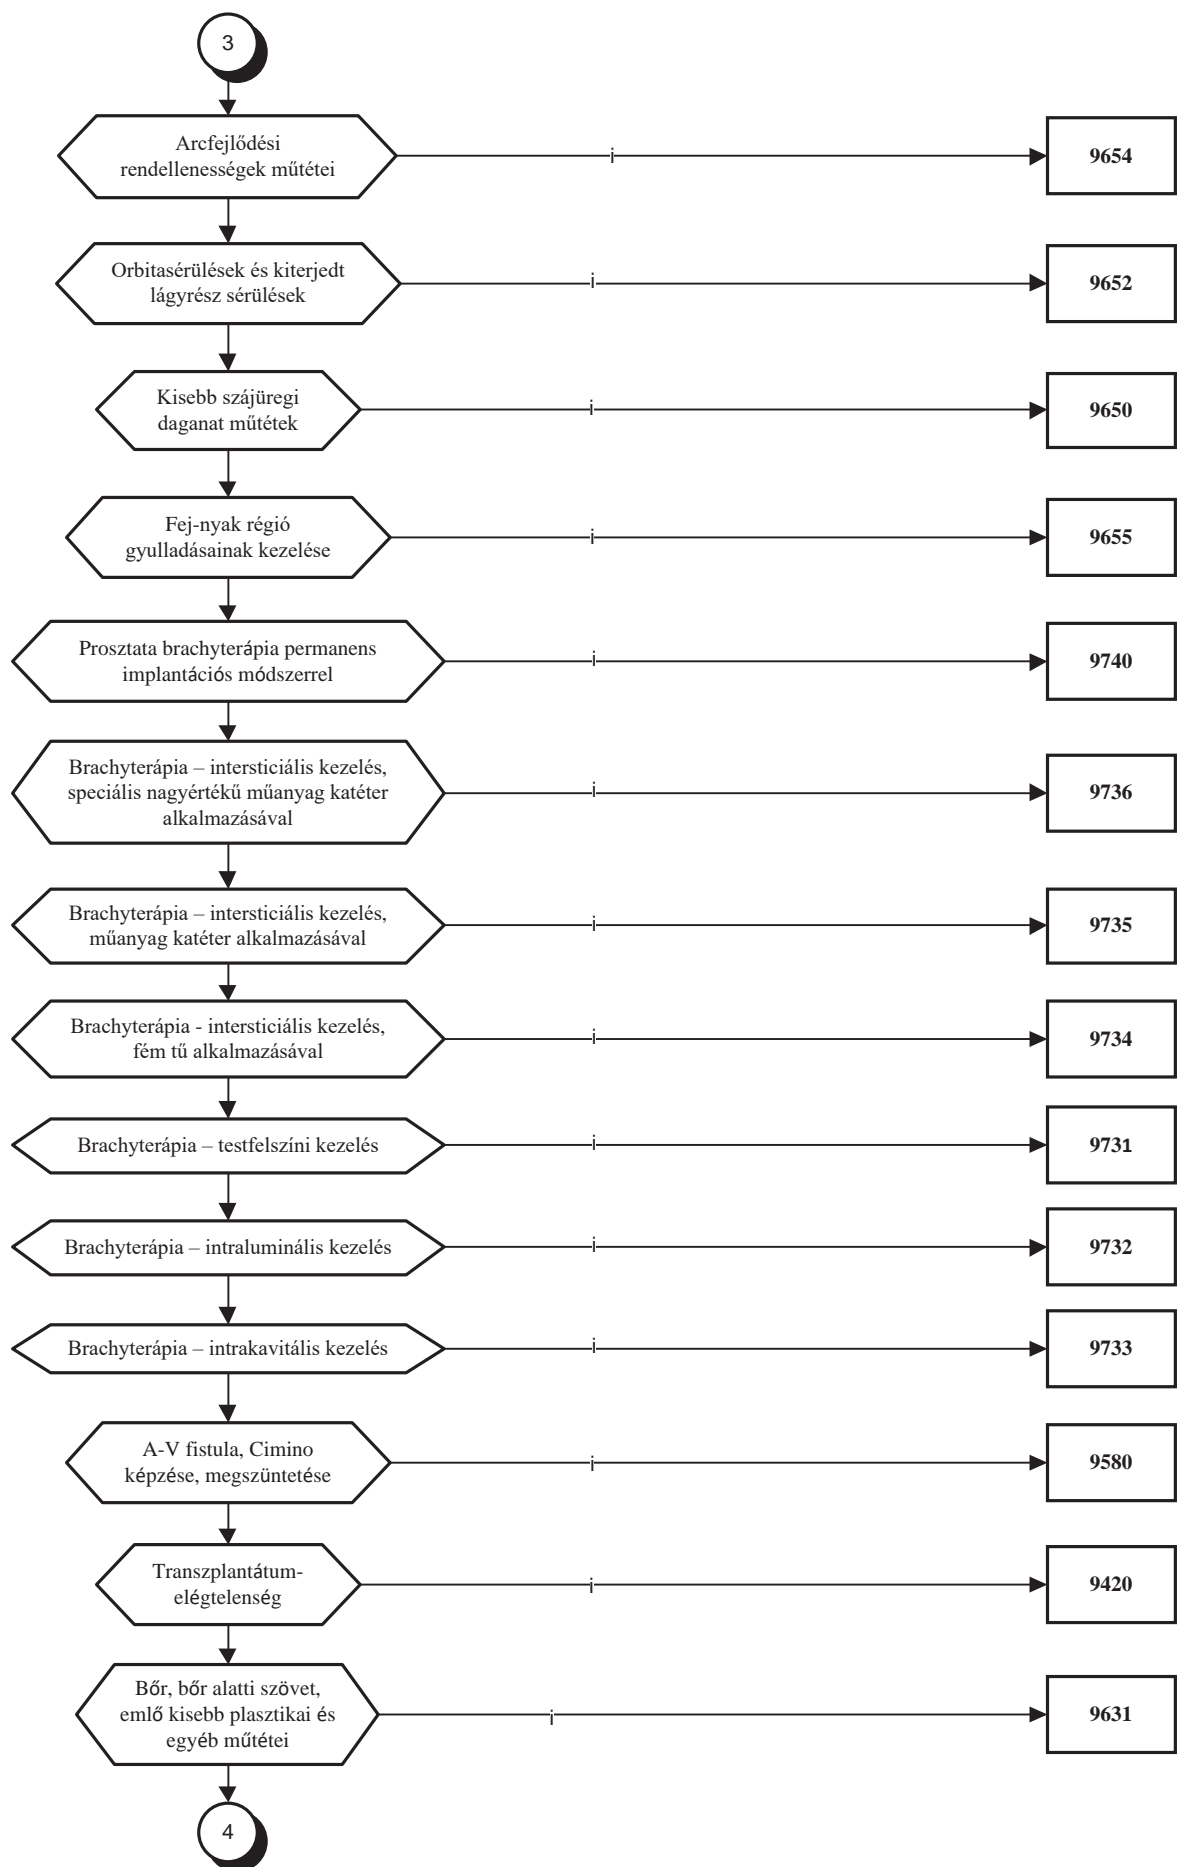 3
Arcfejlődési
rendellenességek műtétei
i
9654
Orbitasérülések és kiterjedt
lágyrész sérülések
i
9652
Kisebb szájüregi
daganat műtétek
i
9650
Fej-nyak régió
gyulladásainak kezelése
i
9655
Prosztata brachyterápia permanens
implantációs módszerrel
i
9740
Brachyterápia – intersticiális kezelés,
speciális nagyértékű műanyag katéter
alkalmazásával
i
9736
Brachyterápia – intersticiális kezelés,
műanyag katéter alkalmazásával
i
9735
Brachyterápia - intersticiális kezelés,
fém tű alkalmazásával
i
9734
Brachyterápia – testfelszíni kezelés
i
9731
Brachyterápia – intraluminális kezelés
i
9732
Brachyterápia – intrakavitális kezelés
i
9733
A-V fistula, Cimino
képzése, megszüntetése
i
9580
Transzplantátum-
elégtelenség
i
9420
Bőr, bőr alatti szövet,
emlő kisebb plasztikai és
egyéb műtétei
i
9631
4